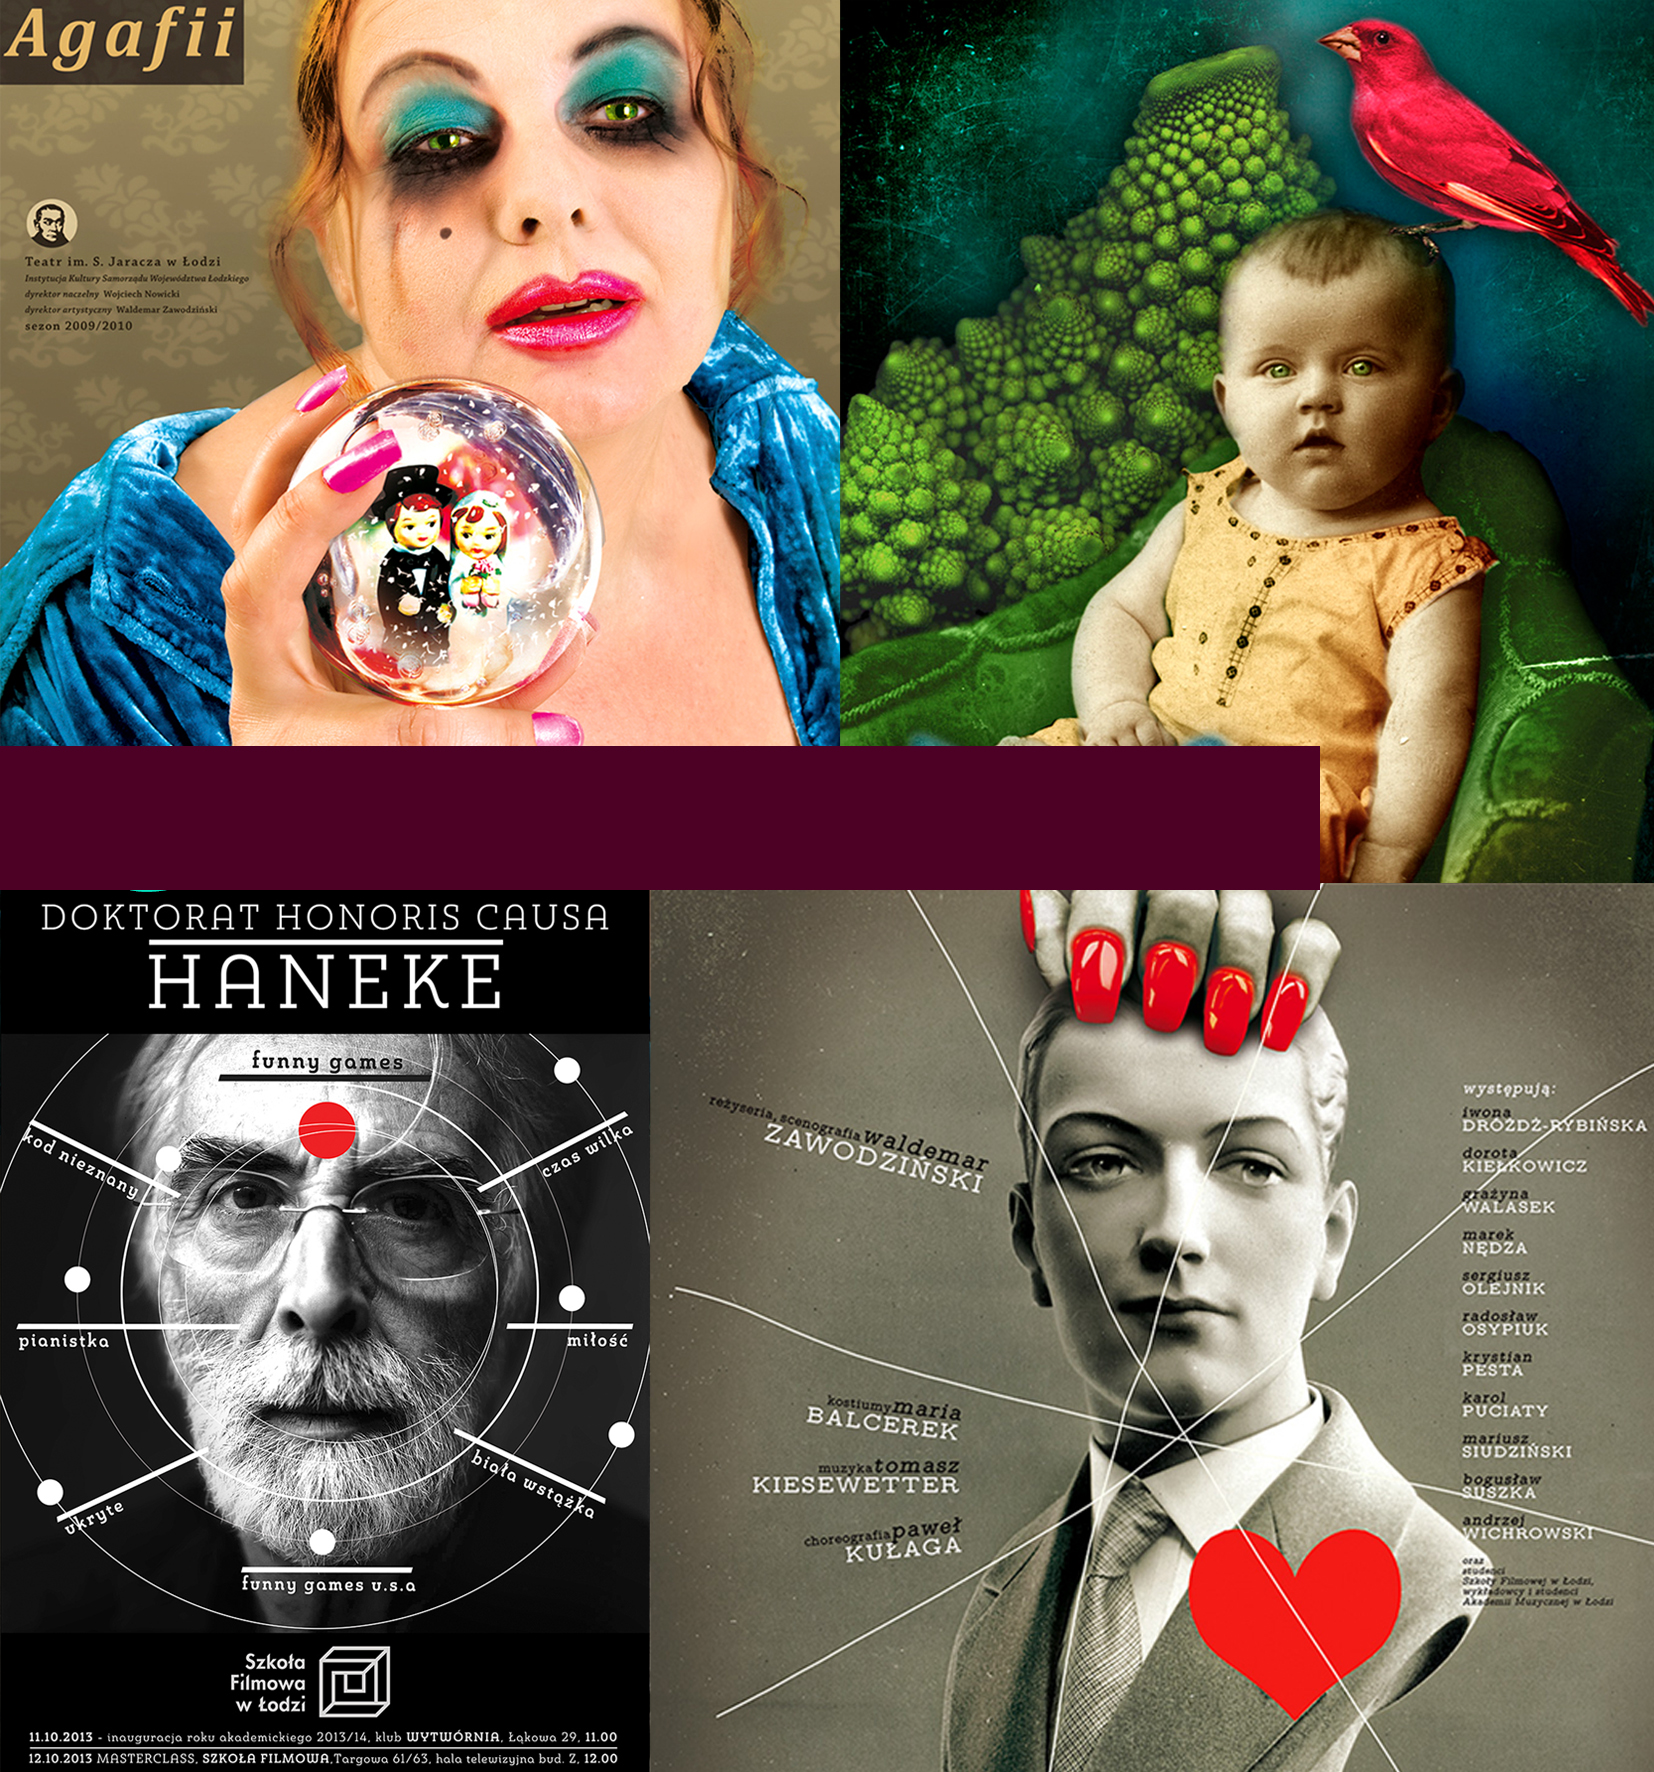 Agafii
Teatr im. S. Jaracza w Łodzi
Instytucja Kultury Samorządu Województwa Łódzkiego
dyrektor naczelny Wojciech Nowicki
dyrektor artystyczny Waldemar Zawodziński
sezon 2009/2010
DOKTORAT HONORIS CAUSA
HANEKE
funny games
kod nieznany
czas wilka
pianistka
miłość
ukryte
biała wstążka
funny games u.s.a
Szkoła
Filmowa
w Łodzi
11.10.2013 - inauguracja roku akademickiego 2013/14, klub WYTWÓRNIA, Łąkowa 29, 11.00
12.10.2013 MASTERCLASS, SZKOŁA FILMOWA,Targowa 61/63, hala telewizyjna bud. Z, 12.00
reżyseria, scenografia waldemar
ZAWODZIŃSKI
kostiumy maria
BALCEREK
muzyka tomasz
KIESEWETTER
choreografia paweł
KUŁAGA
występują:
iwona
DROŻDŻ-RYBIŃSKA
dorota
KIEŁKOWICZ
grażyna
WALASEK
marek
NĘDZA
sergiusz
OLEJNIK
radosław
OSYPIUK
krystian
PESTA
karol
PUCIATY
mariusz
SIUDZIŃSKI
bogusław
SUSZKA
andrzej
WICHROWSKI
oraz
studenci
Szkoły Filmowej w Łodzi,
wykładowcy i studenci
Akademii Muzycznej w Łodzi